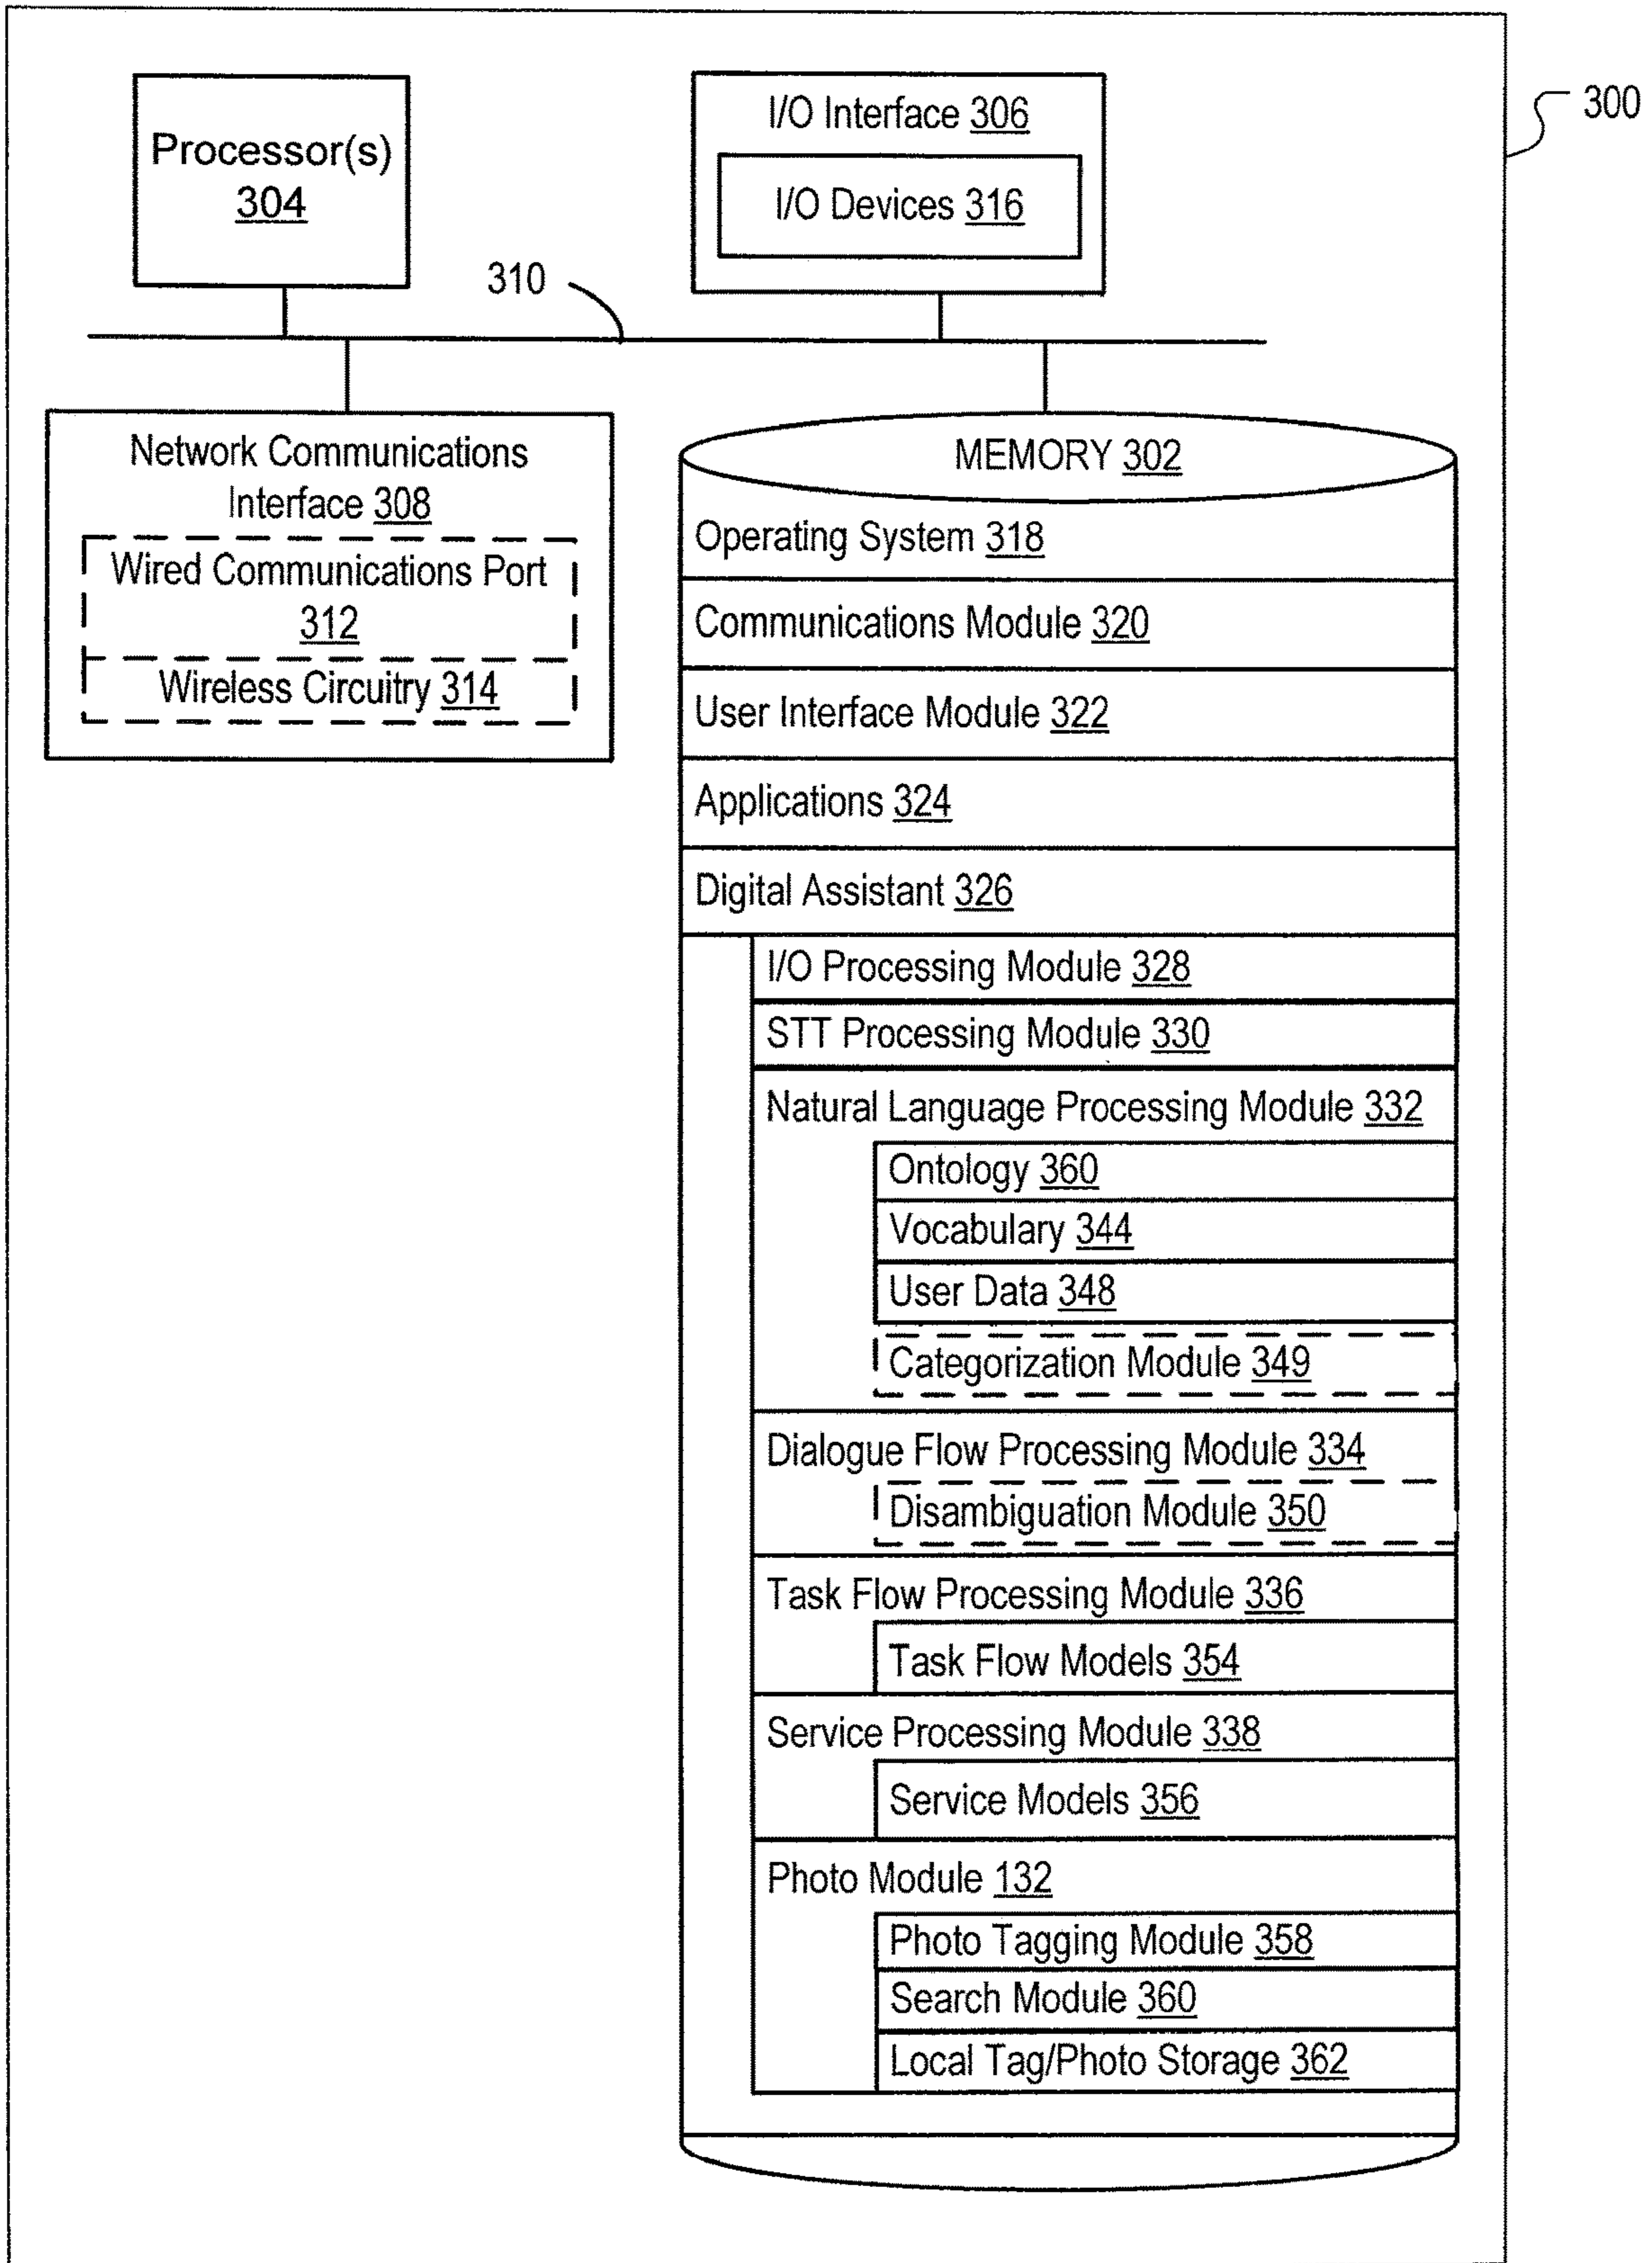 300
Processor(s)
304
I/O Interface 306
I/O Devices 316
310
Network Communications
Interface 308
Wired Communications Port
312
Wireless Circuitry 314
MEMORY 302
Operating System 318
Communications Module 320
User Interface Module 322
Applications 324
Digital Assistant 326
I/O Processing Module 328
STT Processing Module 330
Natural Language Processing Module 332
Ontology 360
Vocabulary 344
User Data 348
Categorization Module 349
Dialogue Flow Processing Module 334
Disambiguation Module 350
Task Flow Processing Module 336
Task Flow Models 354
Service Processing Module 338
Service Models 356
Photo Module 132
Photo Tagging Module 358
Search Module 360
Local Tag/Photo Storage 362